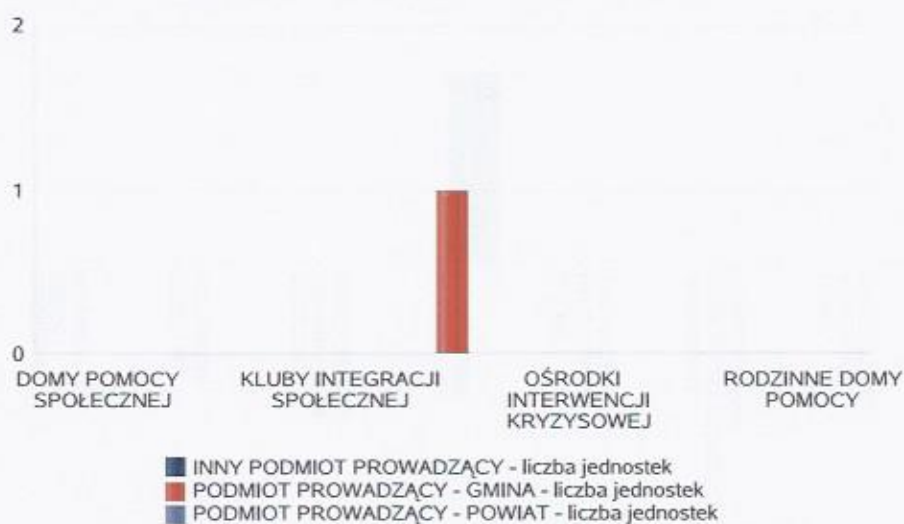 2
1
0
DOMY POMOCY SPOŁECZNEJ
KLUBY INTEGRACJI SPOŁECZNEJ
OŚRODKI INTERWENCJI KRYZYSOWEJ
RODZINNE DOMY POMOCY
INNY PODMIOT PROWADZĄCY - liczba jednostek
PODMIOT PROWADZĄCY - GMINA - liczba jednostek
PODMIOT PROWADZĄCY - POWIAT - liczba jednostek